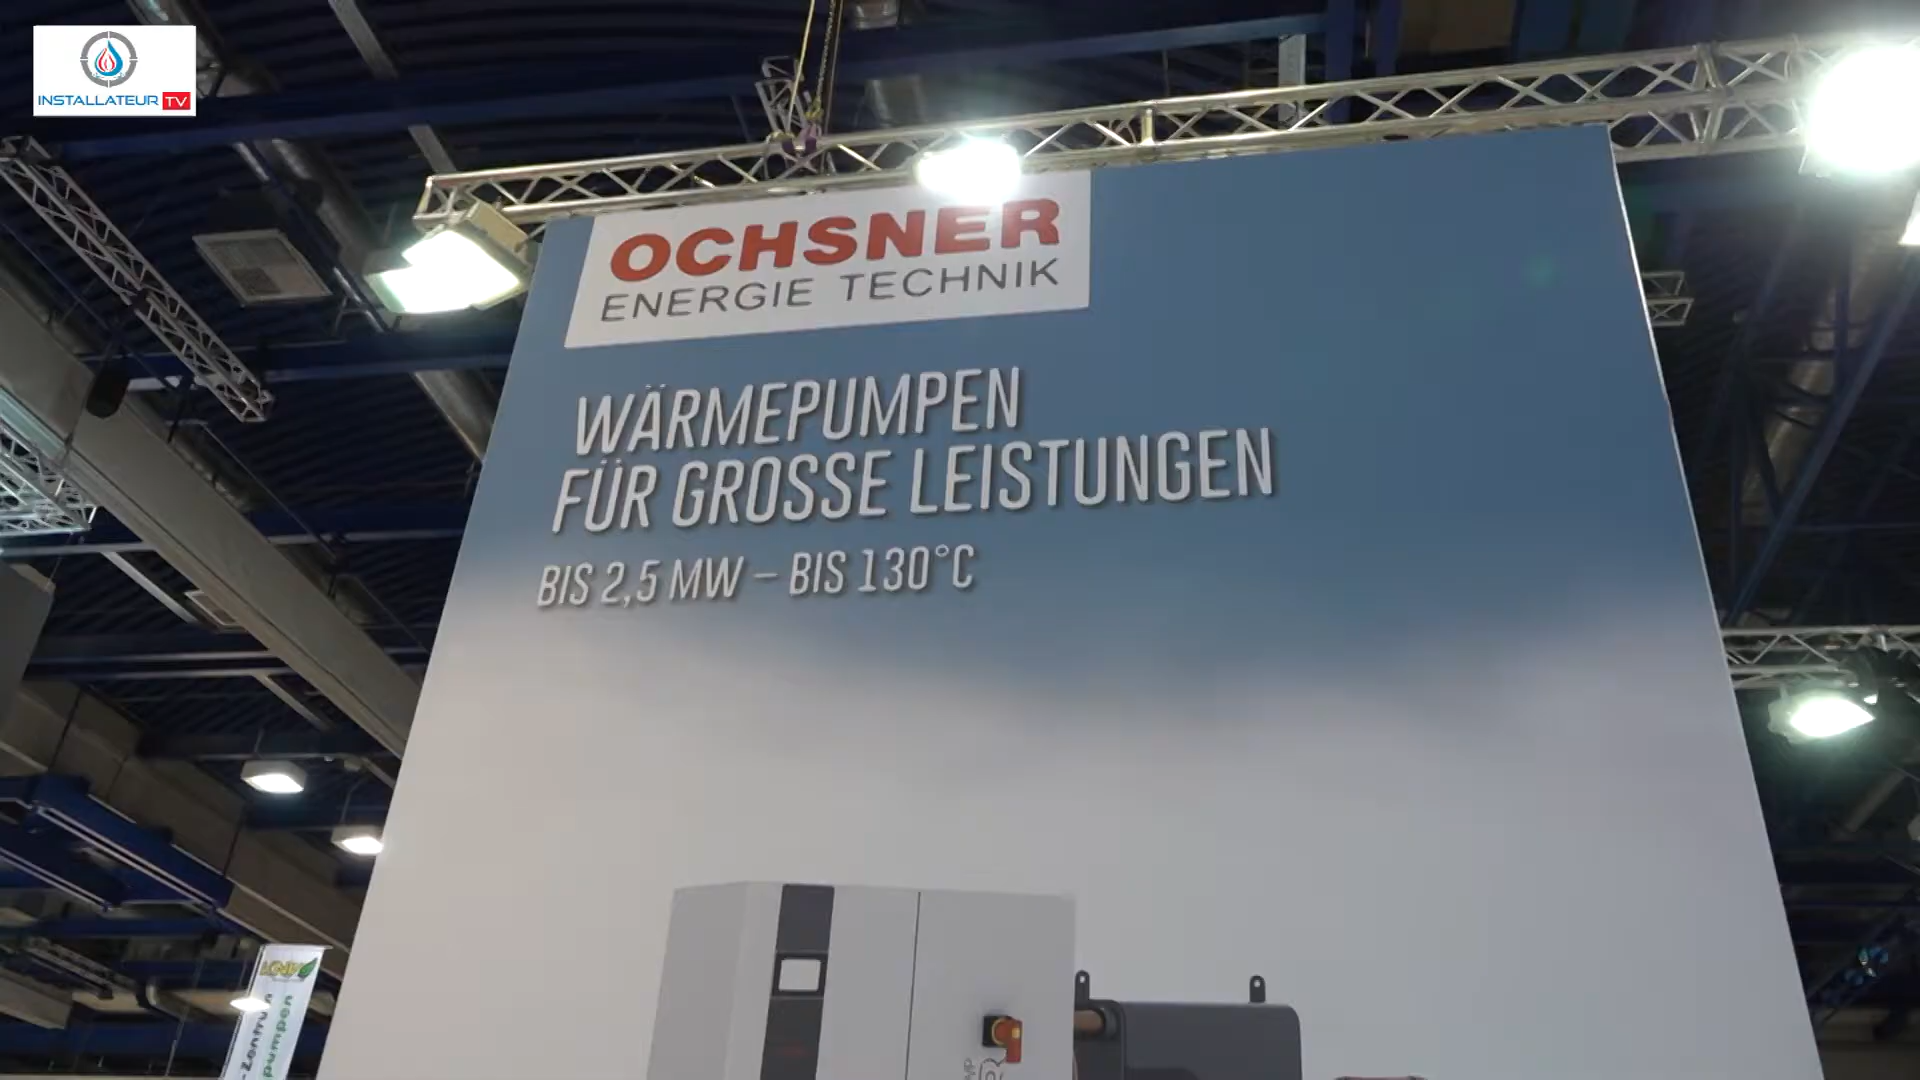 INSTALLATEUR TV
OCHSNER
ENERGIE TECHNIK
WÄRMEPUMPEN
FÜR GROSSE LEISTUNGEN
BIS 2,5 MW – BIS 130°C